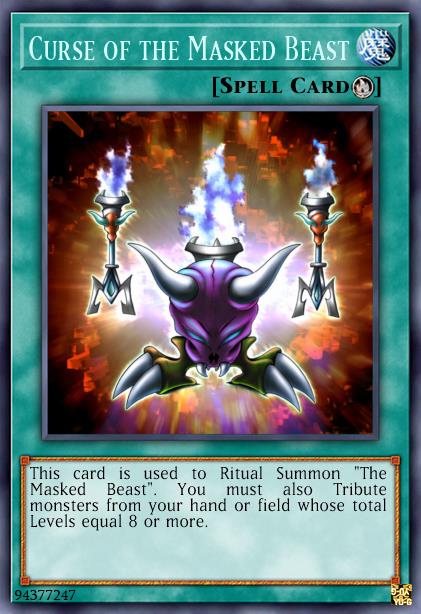 CURSE OF THE MASKED BEAST
魔
[SPELL CARD]
This card is used to Ritual Summon "The
Masked Beast". You must also Tribute
monsters from your hand or field whose total
Levels equal 8 or more.
94377247